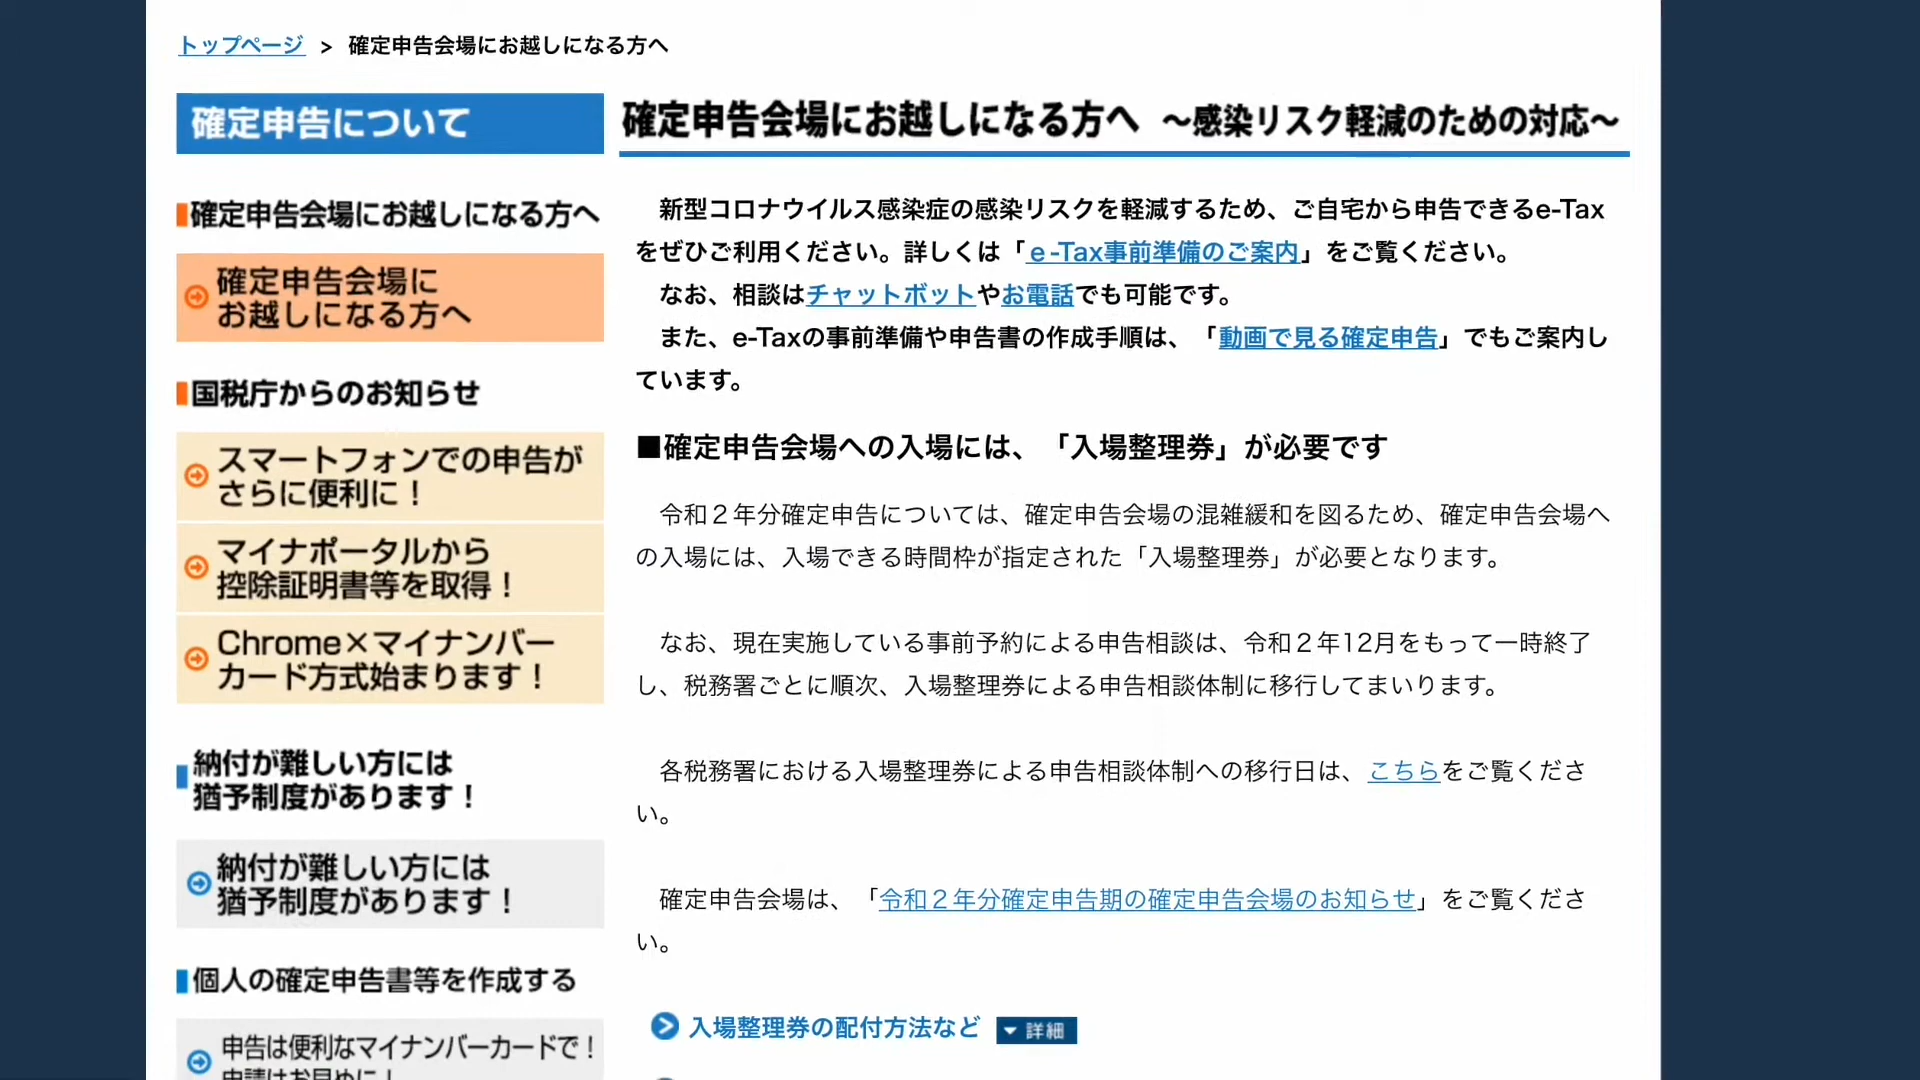 トップページ > 確定申告会場にお越しになる方へ
確定申告について
確定申告会場にお越しになる方へ
確定申告会場に
お越しになる方へ
国税庁からのお知らせ
スマートフォンでの申告が
さらに便利に！
マイナポータルから
控除証明書等を取得！
Chrome×マイナンバー
カード方式始まります！
納付が難しい方には
猶予制度があります！
納付が難しい方には
猶予制度があります！
個人の確定申告書等を作成する
申告は便利なマイナンバーカードで！
申請はお早めに！
確定申告会場にお越しになる方へ ～感染リスク軽減のための対応～
新型コロナウイルス感染症の感染リスクを軽減するため、ご自宅から申告できるe-Tax
をぜひご利用ください。詳しくは「ｅ-Tax事前準備のご案内」をご覧ください。
なお、相談はチャットボットやお電話でも可能です。
また、e-Taxの事前準備や申告書の作成手順は、「動画で見る確定申告」でもご案内し
ています。
■確定申告会場への入場には、「入場整理券」が必要です
令和２年分確定申告については、確定申告会場の混雑緩和を図るため、確定申告会場へ
の入場には、入場できる時間枠が指定された「入場整理券」が必要となります。
なお、現在実施している事前予約による申告相談は、令和２年12月をもって一時終了
し、税務署ごとに順次、入場整理券による申告相談体制に移行してまいります。
各税務署における入場整理券による申告相談体制への移行日は、こちらをご覧くださ
い。
確定申告会場は、「令和２年分確定申告期の確定申告会場のお知らせ」をご覧くださ
い。
入場整理券の配付方法など ▼詳細